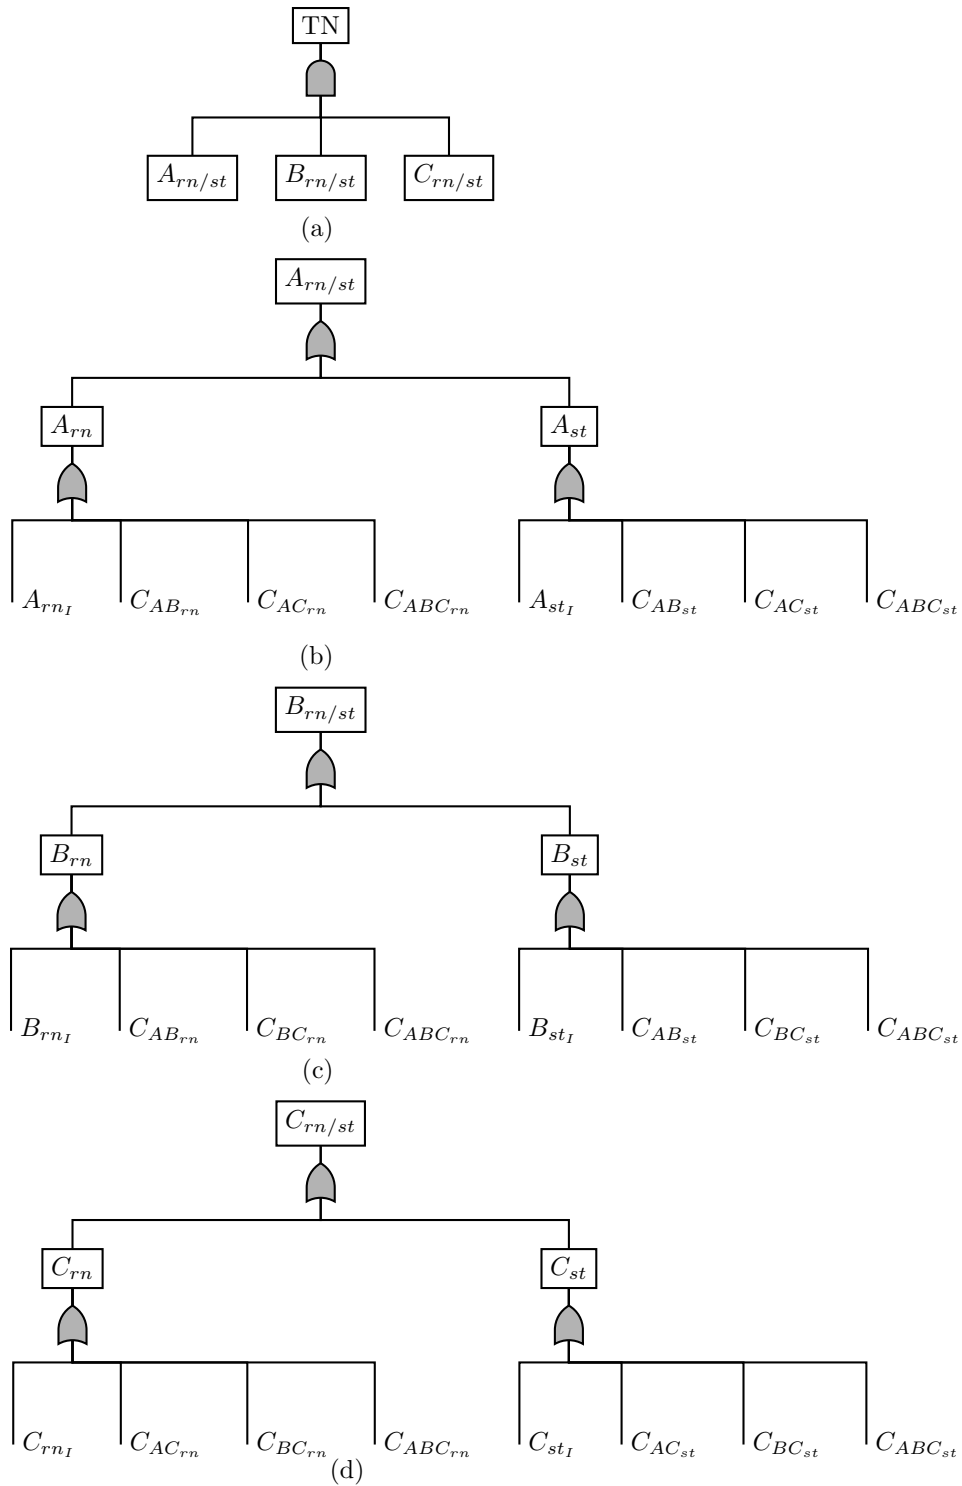 TN
A_{rn/st} B_{rn/st} C_{rn/st}
(a)
A_{rn/st}
A_{rn} A_{st}
A_{rn_I} C_{AB_{rn}} C_{AC_{rn}} C_{ABC_{rn}} A_{st_I} C_{AB_{st}} C_{AC_{st}} C_{ABC_{st}}
(b)
B_{rn/st}
B_{rn} B_{st}
B_{rn_I} C_{AB_{rn}} C_{BC_{rn}} C_{ABC_{rn}} B_{st_I} C_{AB_{st}} C_{BC_{st}} C_{ABC_{st}}
(c)
C_{rn/st}
C_{rn} C_{st}
C_{rn_I} C_{AC_{rn}} C_{BC_{rn}} C_{ABC_{rn}} C_{st_I} C_{AC_{st}} C_{BC_{st}} C_{ABC_{st}}
(d)